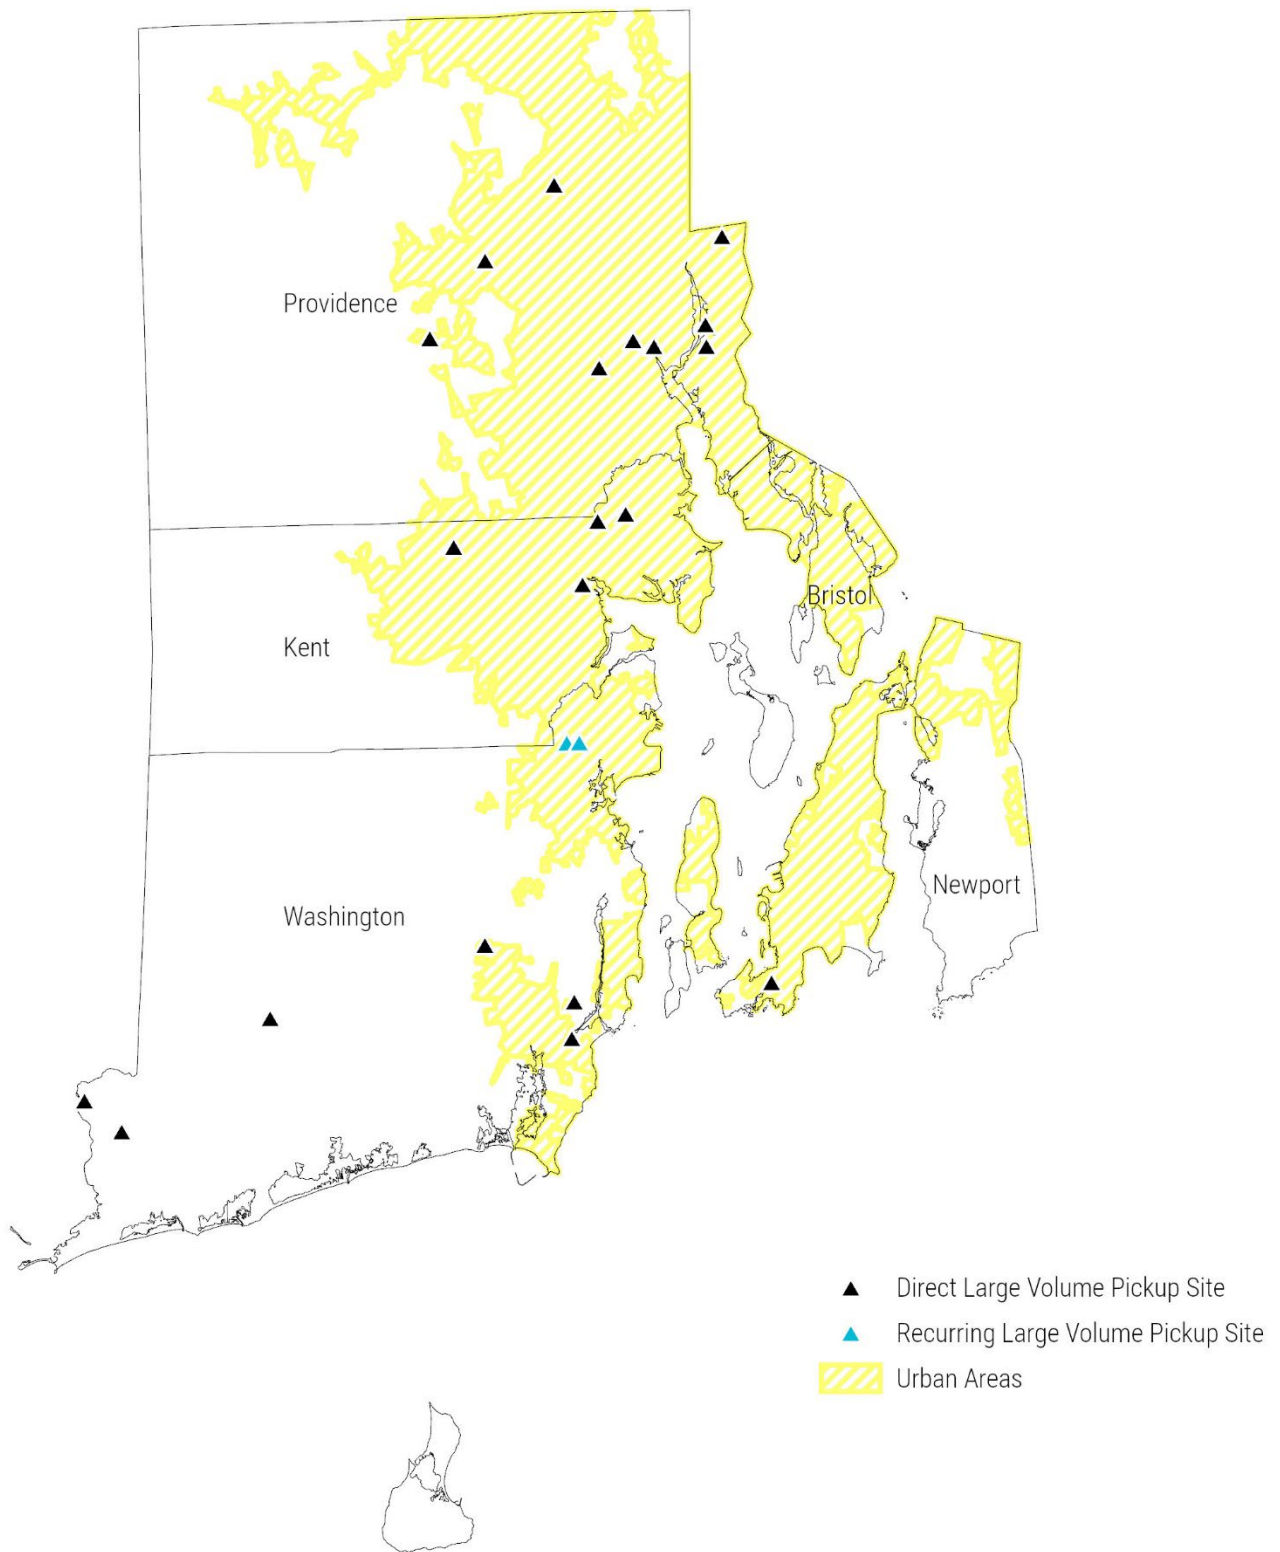 Providence
Bristol
Kent
Newport
Washington
Direct Large Volume Pickup Site
Recurring Large Volume Pickup Site
Urban Areas